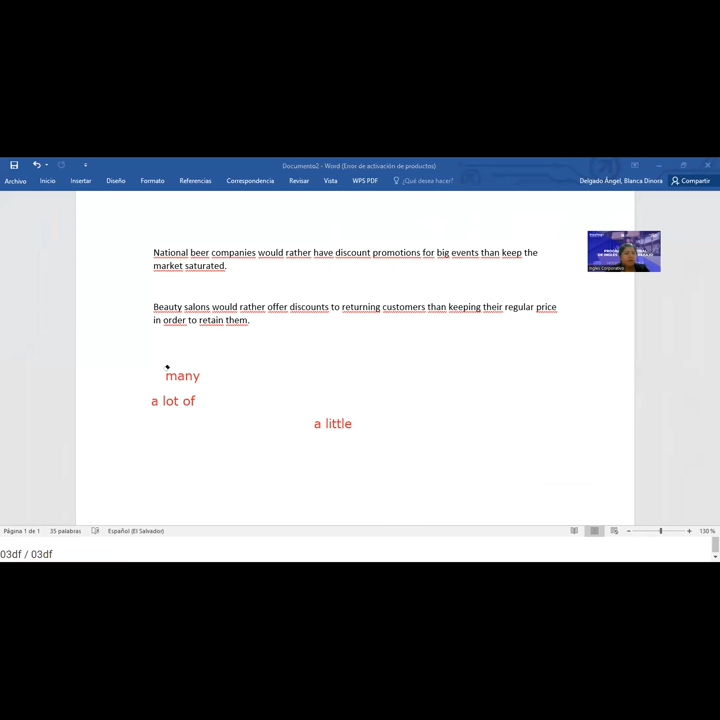 Documento2 - Word (Error de activación de productos)
Archivo Inicio Insertar Diseño Formato Referencias Correspondencia Revisar Vista WPS PDF ¿Qué desea hacer? Delgado Ángel, Blanca Dinora Compartir
National beer companies would rather have discount promotions for big events than keep the
market saturated.
Inglés Corporativo
Beauty salons would rather offer discounts to returning customers than keeping their regular price
in order to retain them.
many
a lot of
a little
Página 1 de 1 35 palabras Español (El Salvador) 130 %
03df / 03df